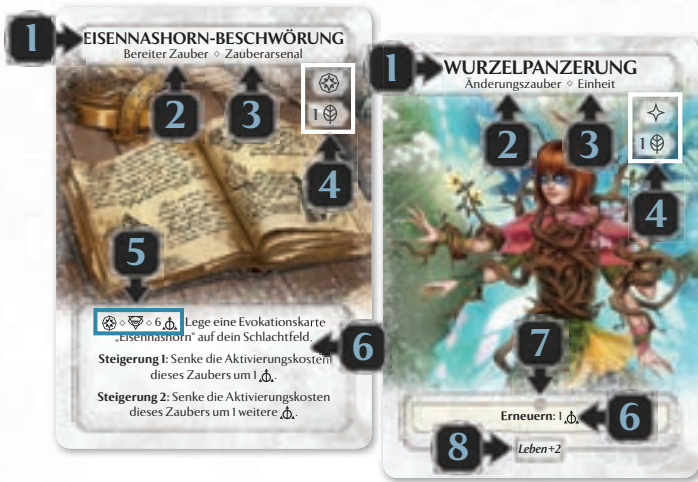 1
EISENNASHORN-BESCHWÖRUNG
Bereiter Zauber ⬦ Zauberarsenal
2
3
1
4
5
⬦ ⬦ 6 Lege eine Evokationskarte
„Eisennashorn“ auf dein Schlachtfeld.
6
Steigerung 1: Senke die Aktivierungskosten
dieses Zaubers um 1 .
Steigerung 2: Senke die Aktivierungskosten
dieses Zaubers um 1 weitere .
1
WURZELPANZERUNG
Änderungszauber ⬦ Einheit
2
3
1
4
7
Erneuern: 1
6
8
Leben+2